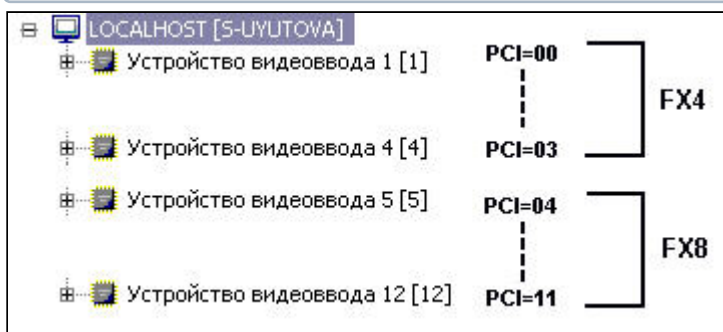 LOCALHOST [S-UYUTOVA]
Устройство видеоввода 1 [1] PCI=00
FX4
Устройство видеоввода 4 [4] PCI=03
Устройство видеоввода 5 [5] PCI=04
FX8
Устройство видеоввода 12 [12] PCI=11